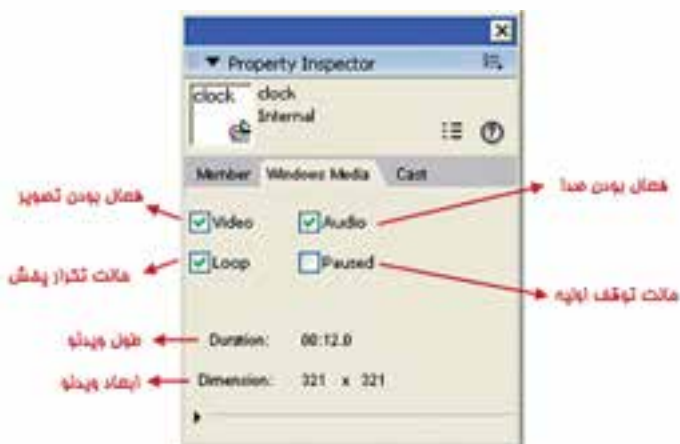 Property Inspector
clock
clock
Internal
Member Windows Media Cast
فعال بودن تصویر
Video
Audio
فعال بودن صدا
حالت تکرار پخش
Loop
Paused
حالت توقف اولیه
طول ویدئو
Duration: 00:12.0
ابعاد ویدئو
Dimension: 321 x 321